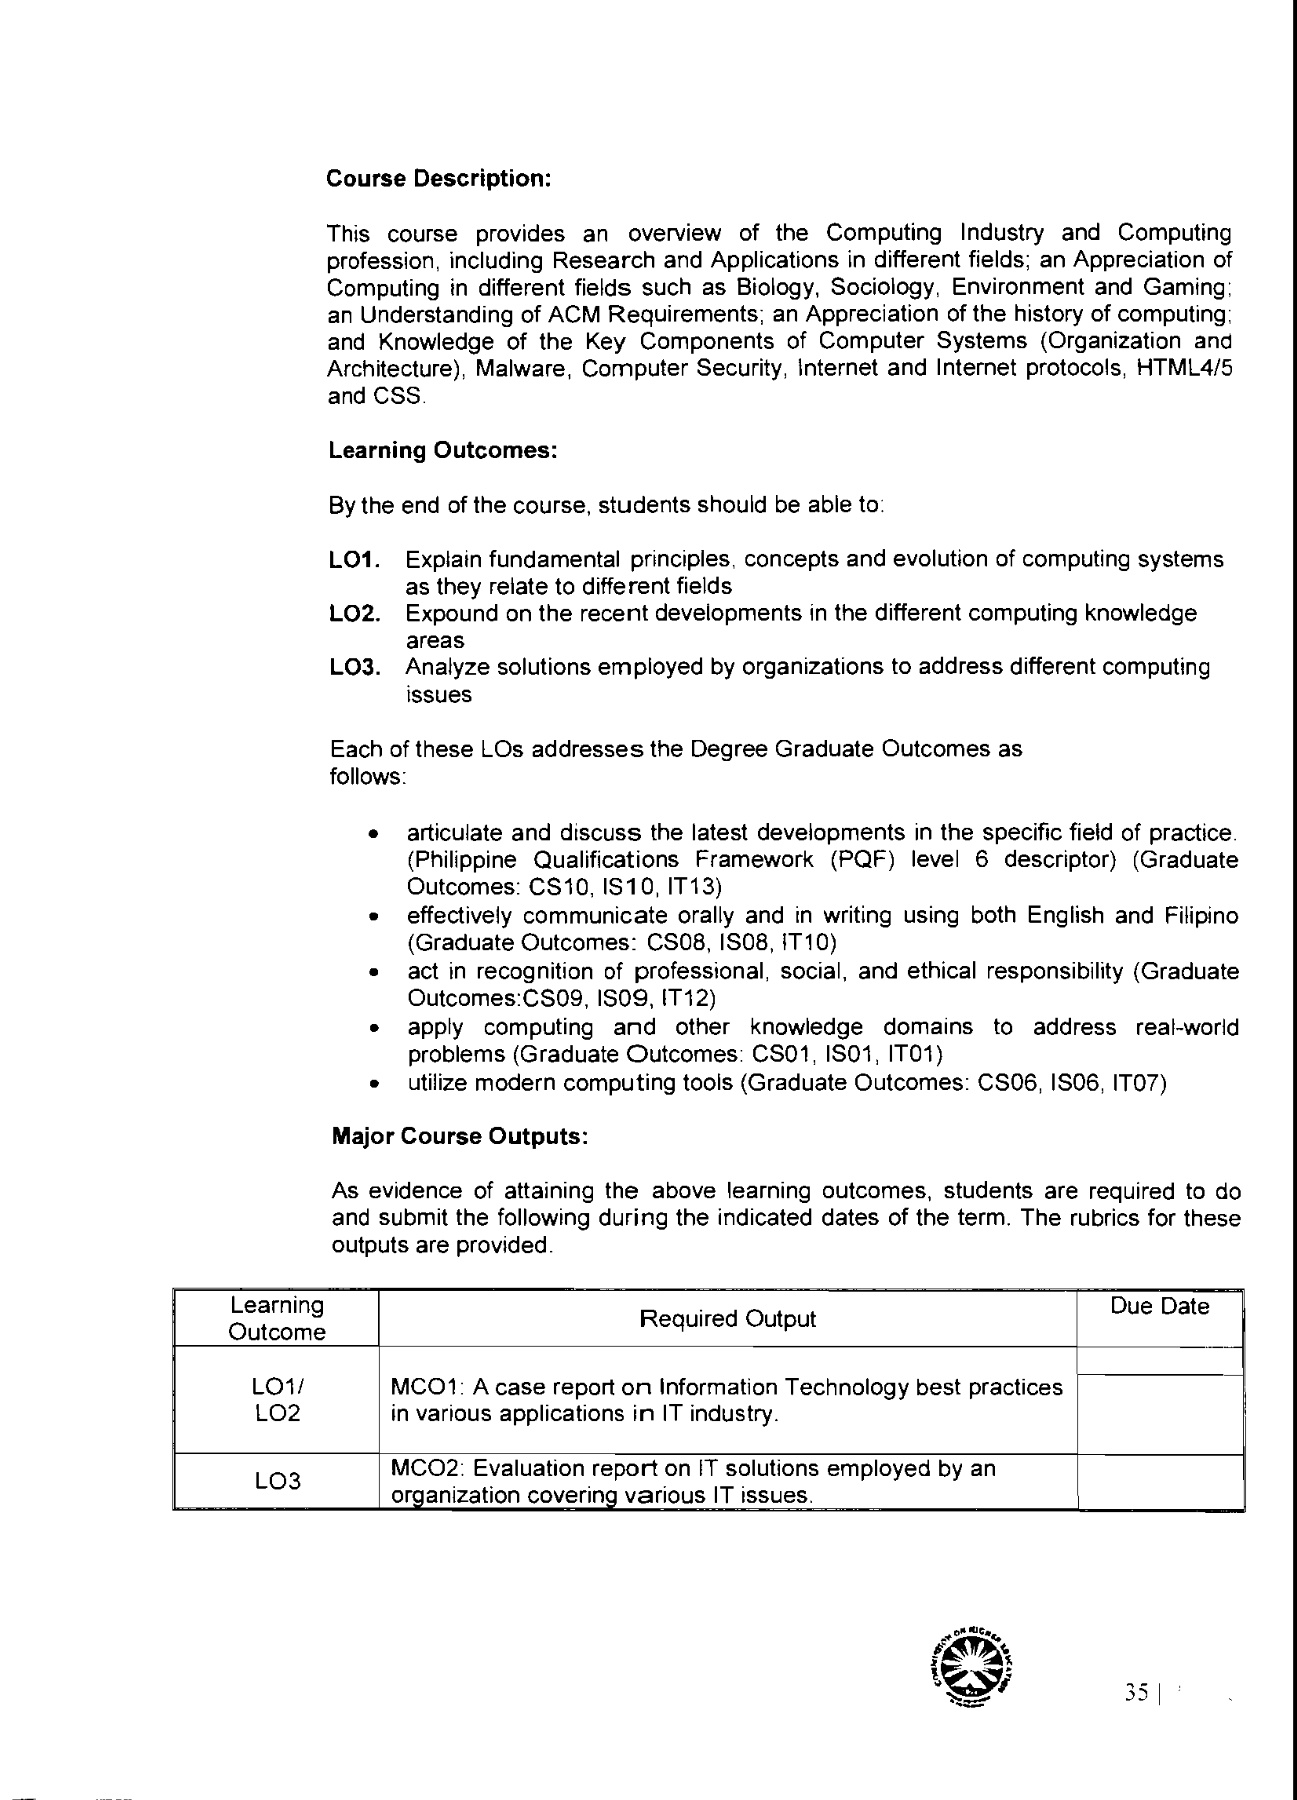 Course Description:
This course provides an overview of the Computing Industry and Computing
profession, including Research and Applications in different fields; an Appreciation of
Computing in different fields such as Biology, Sociology, Environment and Gaming;
an Understanding of ACM Requirements; an Appreciation of the history of computing;
and Knowledge of the Key Components of Computer Systems (Organization and
Architecture), Malware, Computer Security, Internet and Internet protocols, HTML4/5
and CSS.
Learning Outcomes:
By the end of the course, students should be able to:
LO1. Explain fundamental principles, concepts and evolution of computing systems
as they relate to different fields
LO2. Expound on the recent developments in the different computing knowledge
areas
LO3. Analyze solutions employed by organizations to address different computing
issues
Each of these LOs addresses the Degree Graduate Outcomes as
follows:
• articulate and discuss the latest developments in the specific field of practice.
(Philippine Qualifications Framework (PQF) level 6 descriptor) (Graduate
Outcomes: CS10, IS10, IT13)
• effectively communicate orally and in writing using both English and Filipino
(Graduate Outcomes: CS08, IS08, IT10)
• act in recognition of professional, social, and ethical responsibility (Graduate
Outcomes:CS09, IS09, IT12)
• apply computing and other knowledge domains to address real-world
problems (Graduate Outcomes: CS01, IS01, IT01)
• utilize modern computing tools (Graduate Outcomes: CS06, IS06, IT07)
Major Course Outputs:
As evidence of attaining the above learning outcomes, students are required to do
and submit the following during the indicated dates of the term. The rubrics for these
outputs are provided.
Learning
Outcome
Required Output
Due Date
LO1/
LO2
MCO1: A case report on Information Technology best practices
in various applications in IT industry.
LO3
MCO2: Evaluation report on IT solutions employed by an
organization covering various IT issues.
ON HIGHER EDUCATION
35 |